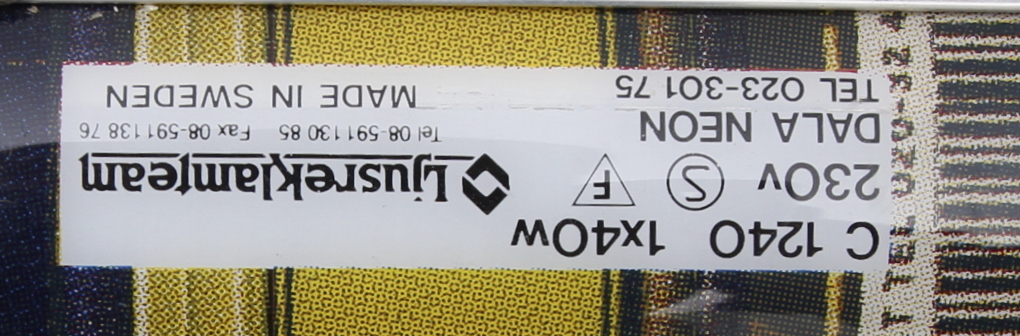 C 1240 1x40w
230v S F
Ljusreklamteam
DALA NEON
Tel 08-591 130 85 Fax 08-591 138 76
TEL 023-301 75
MADE IN SWEDEN